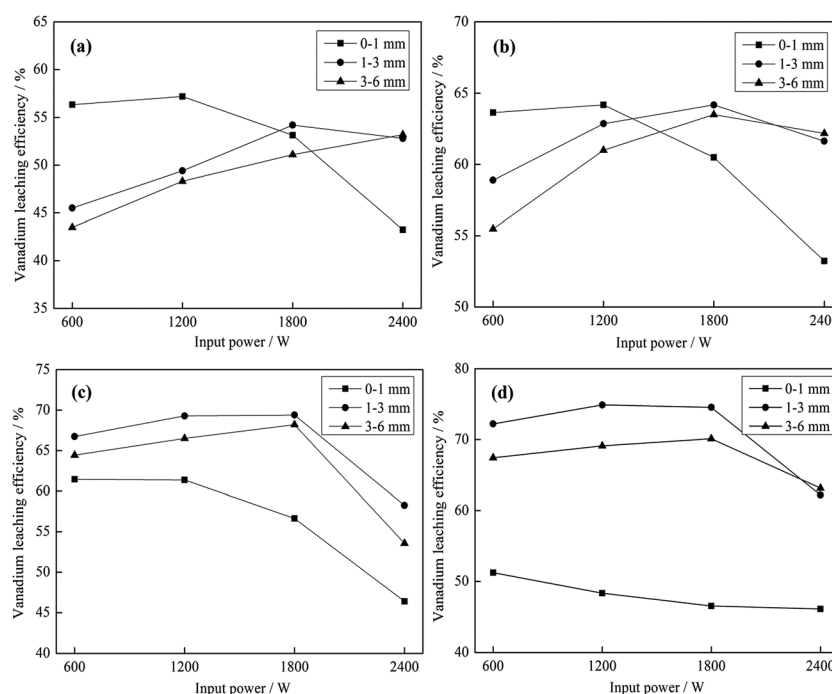 (a)
0-1 mm
1-3 mm
3-6 mm
65
60
55
50
45
40
35
600 1200 1800 2400
Vanadium leaching efficiency / %
Input power / W
(b)
0-1 mm
1-3 mm
3-6 mm
70
65
60
55
50
600 1200 1800 2400
Vanadium leaching efficiency / %
Input power / W
(c)
0-1 mm
1-3 mm
3-6 mm
75
70
65
60
55
50
45
40
600 1200 1800 2400
Vanadium leaching efficiency / %
Input power / W
(d)
0-1 mm
1-3 mm
3-6 mm
80
70
60
50
40
600 1200 1800 2400
Vanadium leaching efficiency / %
Input power / W